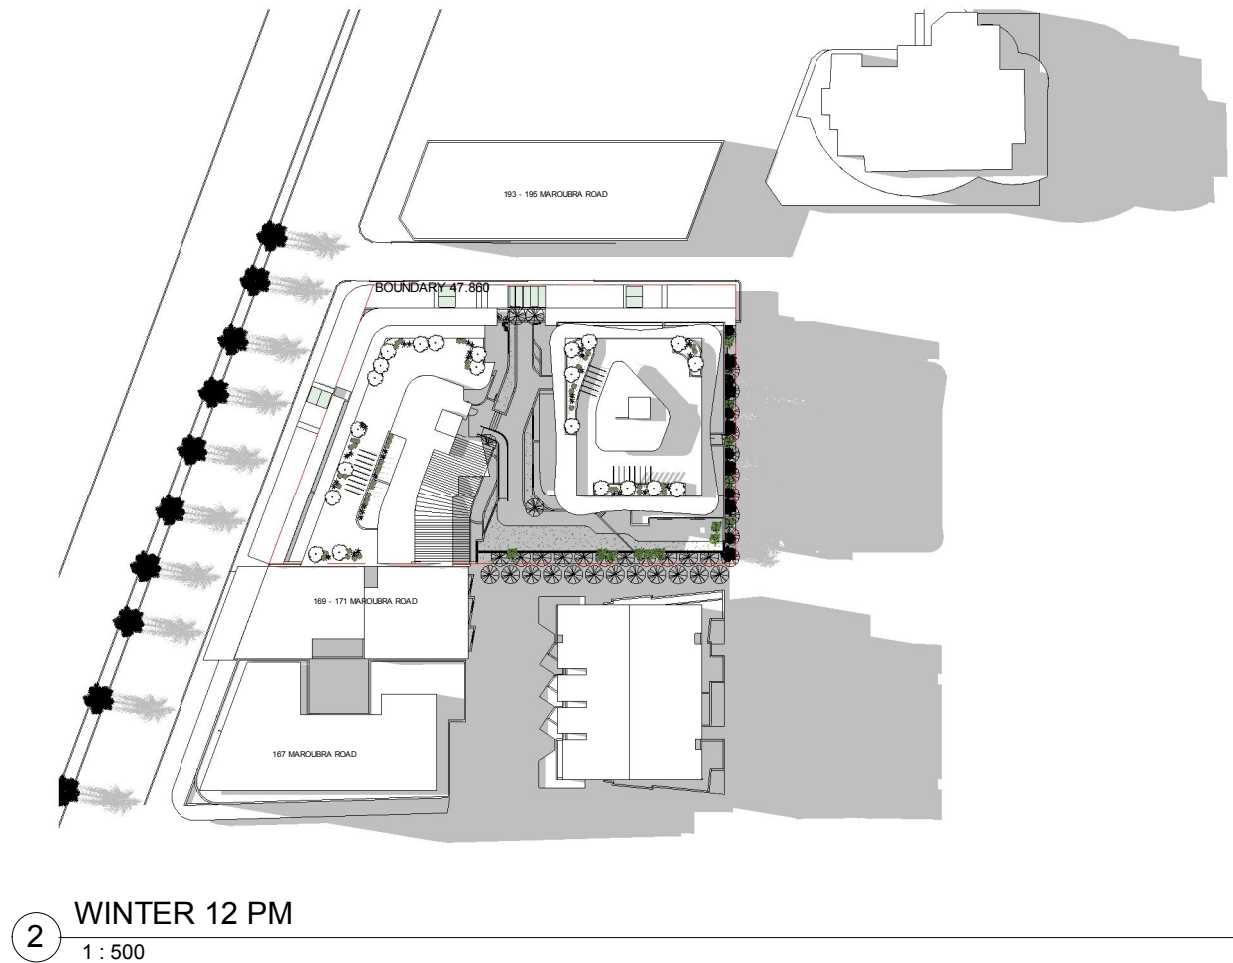 193 - 195 MAROUBRA ROAD
BOUNDARY 47.860
169 - 171 MAROUBRA ROAD
167 MAROUBRA ROAD
2
WINTER 12 PM
1 : 500